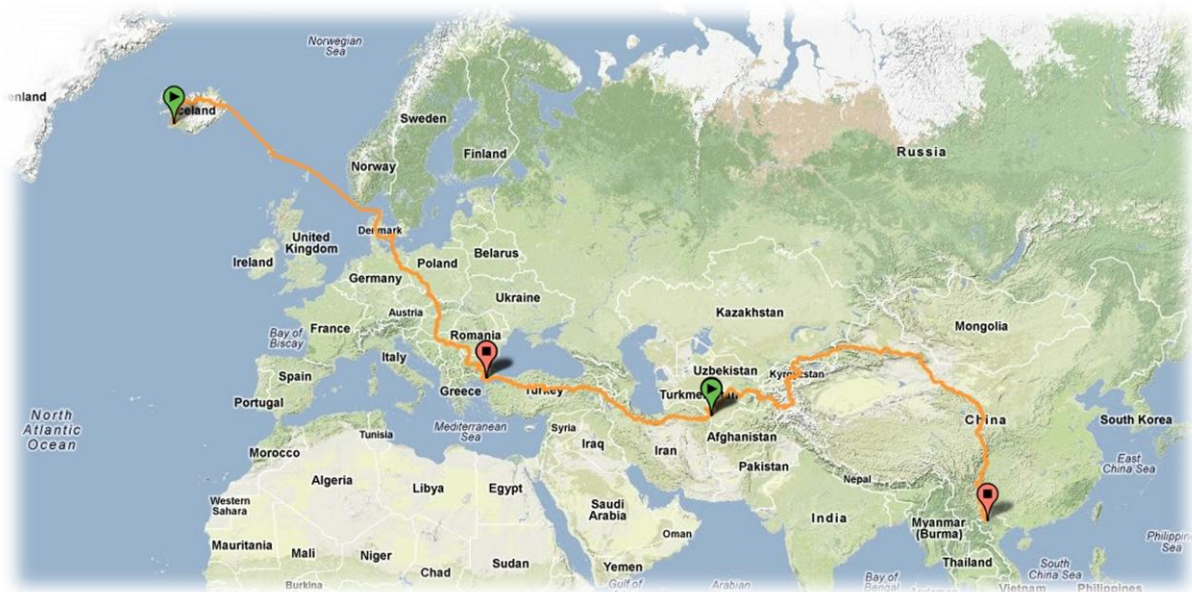 Norwegian
Sea
enland
Iceland
Sweden
Finland
Norway
Russia
Denmark
United
Kingdom
Ireland
Poland
Belarus
Germany
Ukraine
Austria
Kazakhstan
France
Bay of
Biscay
Romania
Mongolia
Italy
Uzbekistan
Kyrgyzstan
Spain
Greece
Turkey
Portugal
North
Atlantic
Ocean
China
South Korea
Mediterranean
Sea
Syria
Tunisia
Iraq
Iran
Afghanistan
Morocco
Pakistan
East
China Sea
Algeria
Libya
Egypt
Nepal
Western
Sahara
Saudi
Arabia
India
Myanmar
(Burma)
Oman
Philippin
Sea
Mauritania
Mali
Niger
Chad
Sudan
Yemen
Thailand
South
China Sea
Burkina
Gulf of
Arabian
Bay of
Bengal
Vietnam
Philippines